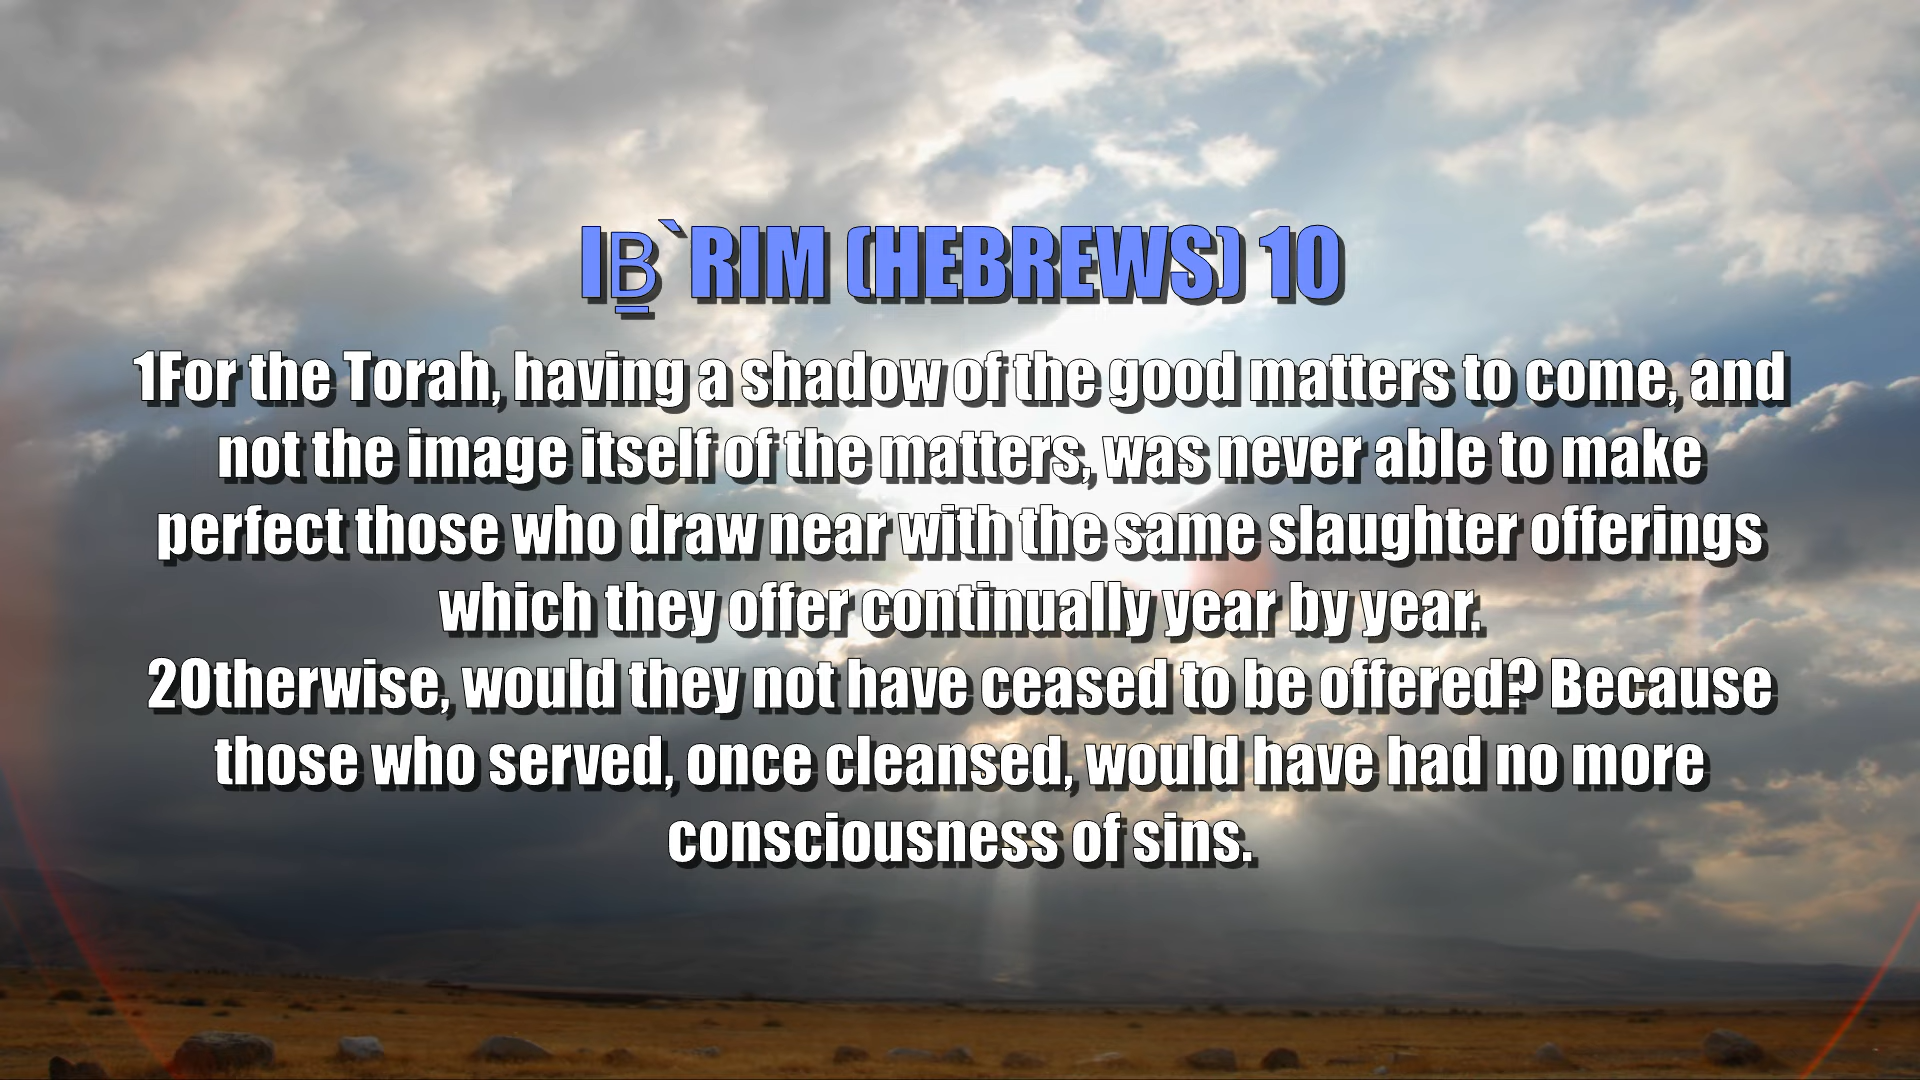 IḆ`RIM (HEBREWS) 10
1For the Torah, having a shadow of the good matters to come, and
not the image itself of the matters, was never able to make
perfect those who draw near with the same slaughter offerings
which they offer continually year by year.
2Otherwise, would they not have ceased to be offered? Because
those who served, once cleansed, would have had no more
consciousness of sins.